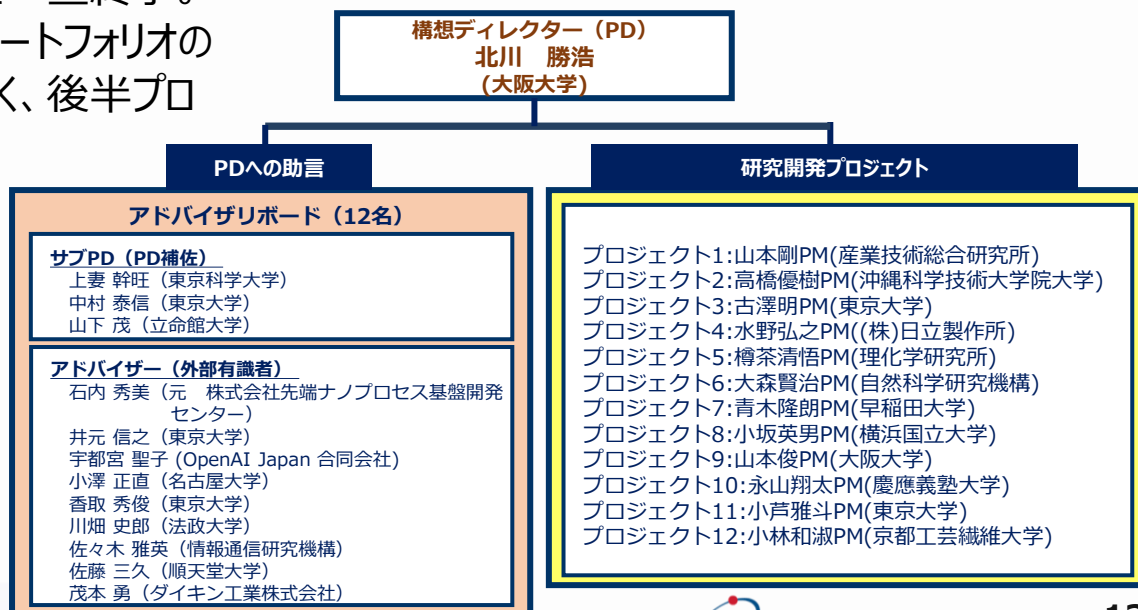 ートフォリオの
く、後半プロ
構想ディレクター（PD）
北川　勝浩
(大阪大学)
PDへの助言
アドバイザリボード（12名）
サブPD（PD補佐）
上妻 幹旺（東京科学大学）
中村 泰信（東京大学）
山下 茂（立命館大学）
アドバイザー（外部有識者）
石内 秀美（元　株式会社先端ナノプロセス基盤開発
センター）
井元 信之（東京大学）
宇都宮 聖子 (OpenAI Japan 合同会社)
小澤 正直（名古屋大学）
香取 秀俊（東京大学）
川畑 史郎（法政大学）
佐々木 雅英（情報通信研究機構）
佐藤 三久（順天堂大学）
茂本 勇（ダイキン工業株式会社）
研究開発プロジェクト
プロジェクト1:山本剛PM(産業技術総合研究所)
プロジェクト2:高橋優樹PM(沖縄科学技術大学院大学)
プロジェクト3:古澤明PM(東京大学)
プロジェクト4:水野弘之PM((株)日立製作所)
プロジェクト5:樽茶清悟PM(理化学研究所)
プロジェクト6:大森賢治PM(自然科学研究機構)
プロジェクト7:青木隆朗PM(早稲田大学)
プロジェクト8:小坂英男PM(横浜国立大学)
プロジェクト9:山本俊PM(大阪大学)
プロジェクト10:永山翔太PM(慶應義塾大学)
プロジェクト11:小芦雅斗PM(東京大学)
プロジェクト12:小林和淑PM(京都工芸繊維大学)